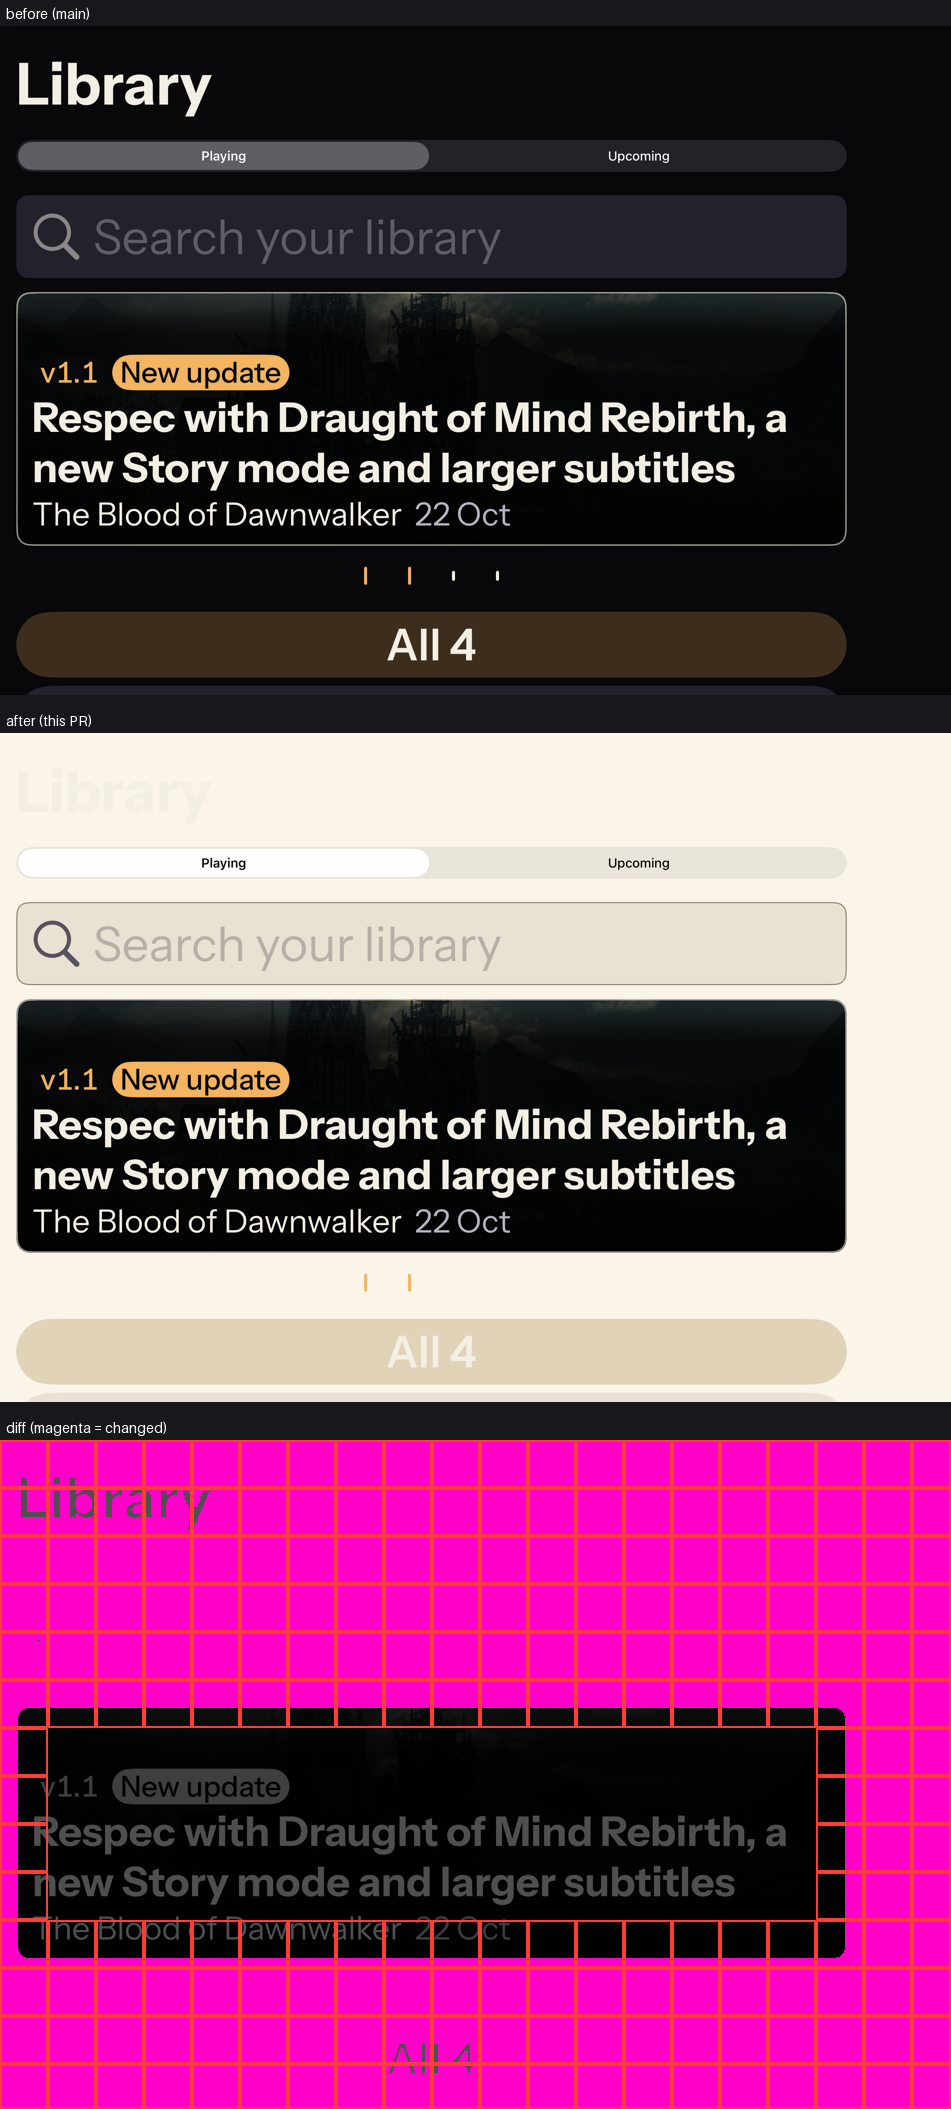 before (main)
Library
Playing
Upcoming
Search your library
v1.1 New update
Respec with Draught of Mind Rebirth, a
new Story mode and larger subtitles
The Blood of Dawnwalker 22 Oct
All 4
after (this PR)
Library
Playing
Upcoming
Search your library
v1.1 New update
Respec with Draught of Mind Rebirth, a
new Story mode and larger subtitles
The Blood of Dawnwalker 22 Oct
All 4
diff (magenta = changed)
Library
v1.1 New update
Respec with Draught of Mind Rebirth, a
new Story mode and larger subtitles
The Blood of Dawnwalker 22 Oct
All 4